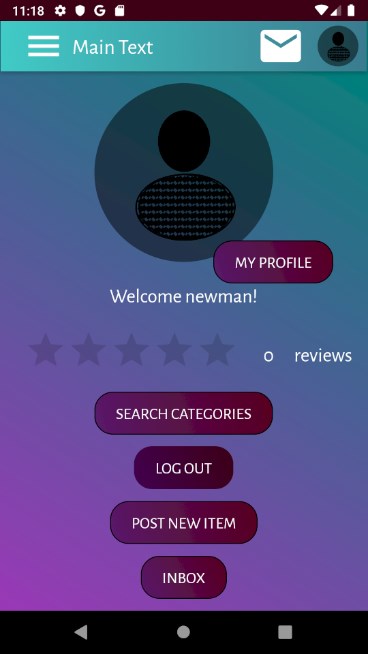 11:18
Main Text
MY PROFILE
Welcome newman!
0 reviews
SEARCH CATEGORIES
LOG OUT
POST NEW ITEM
INBOX